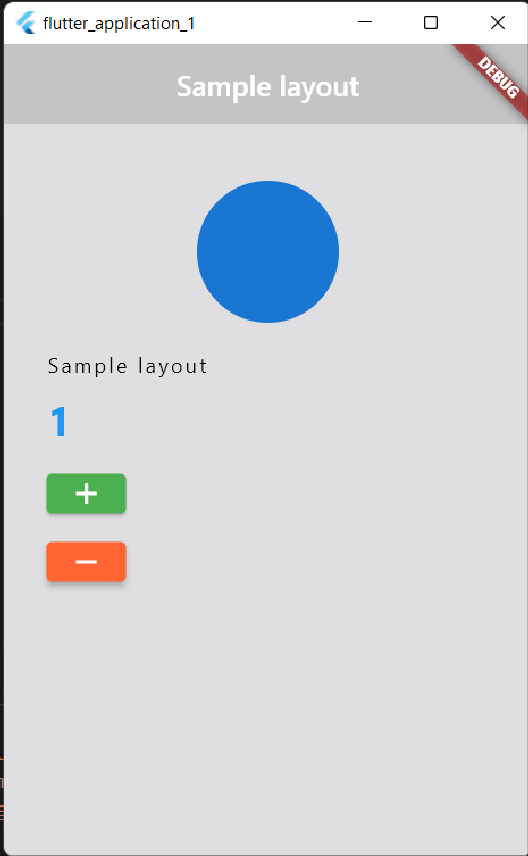 flutter_application_1
Sample layout
DEBUG
Sample layout
1
+
−